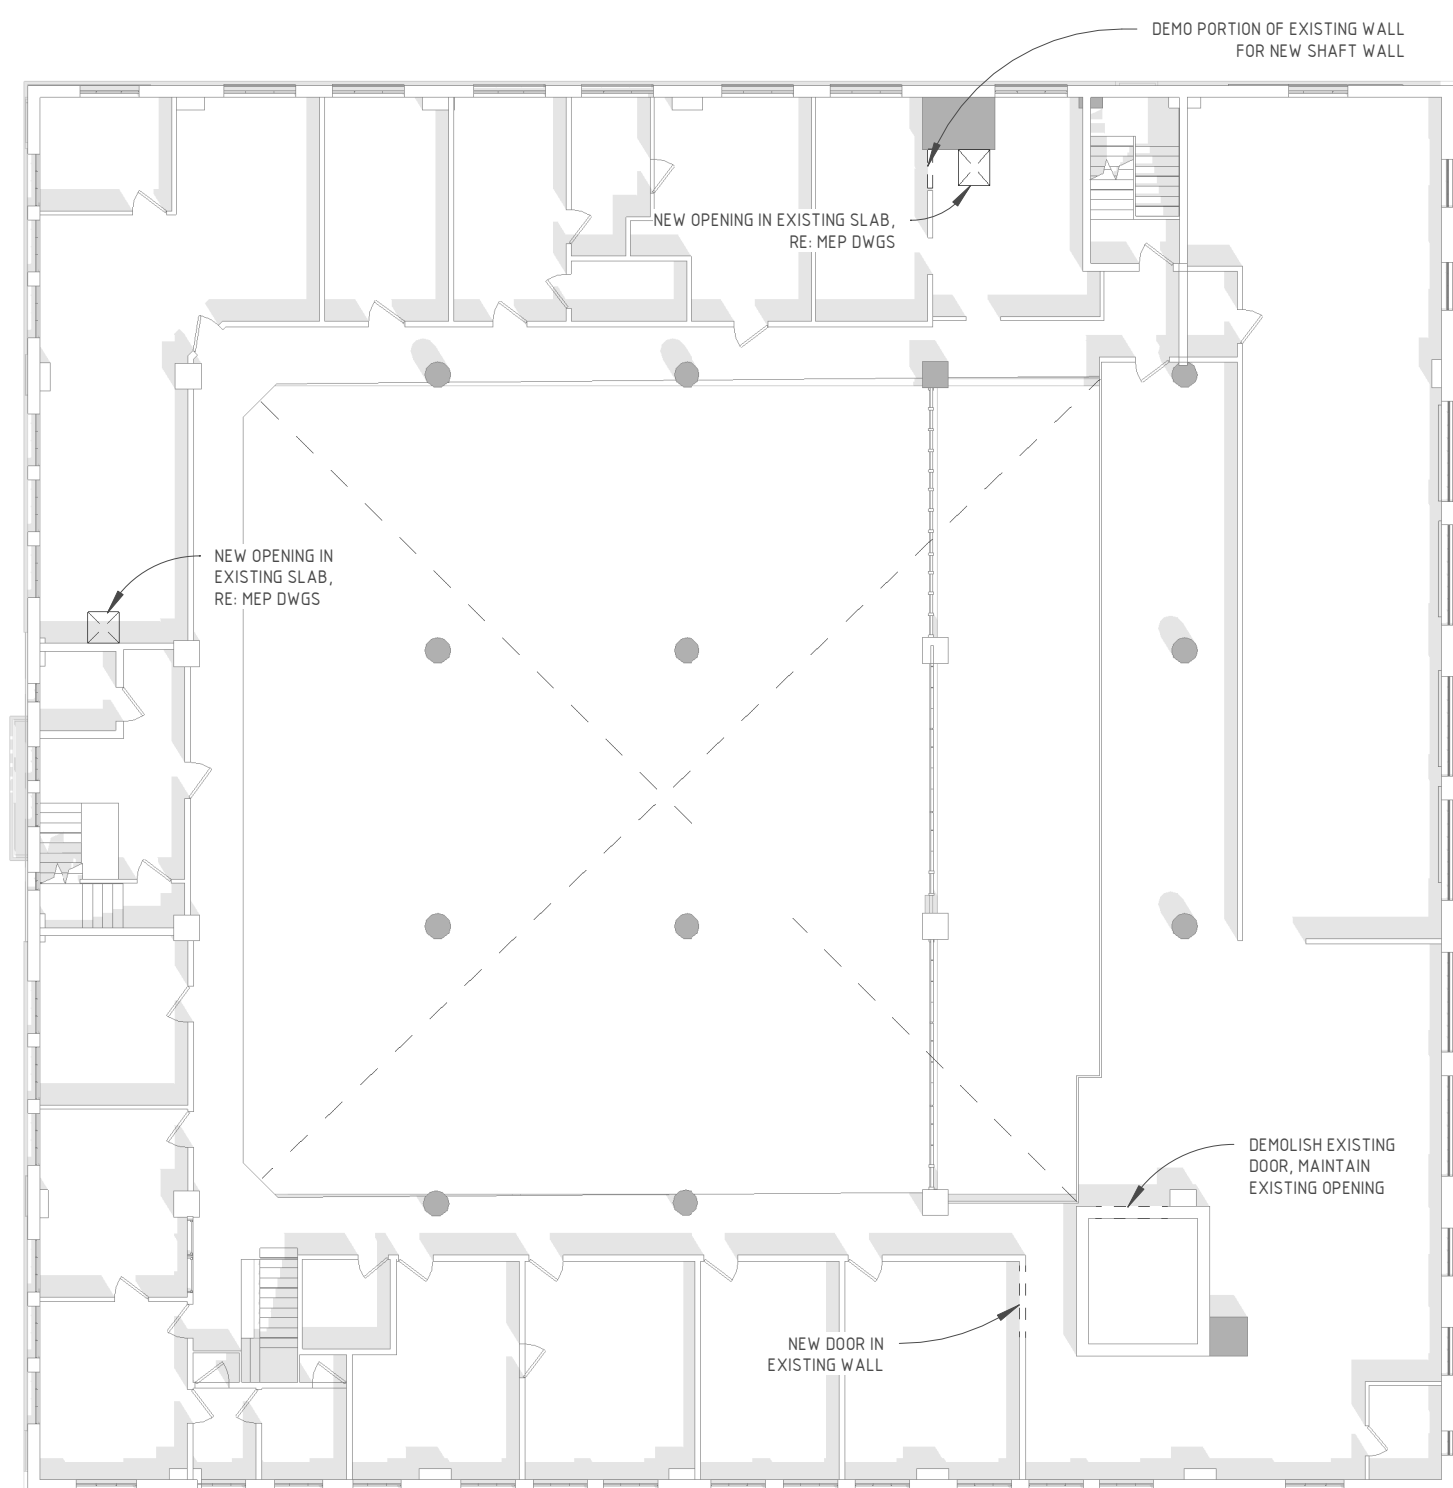 DEMO PORTION OF EXISTING WALL
FOR NEW SHAFT WALL
NEW OPENING IN EXISTING SLAB,
RE: MEP DWGS
NEW OPENING IN
EXISTING SLAB,
RE: MEP DWGS
DEMOLISH EXISTING
DOOR, MAINTAIN
EXISTING OPENING
NEW DOOR IN
EXISTING WALL